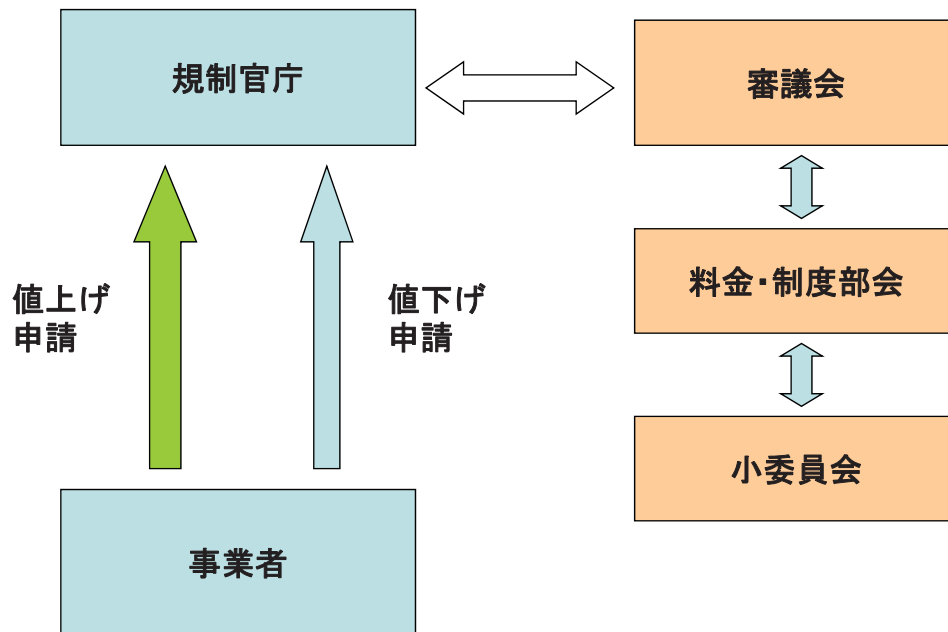 規制官庁
審議会
料金・制度部会
値上げ
申請
値下げ
申請
小委員会
事業者